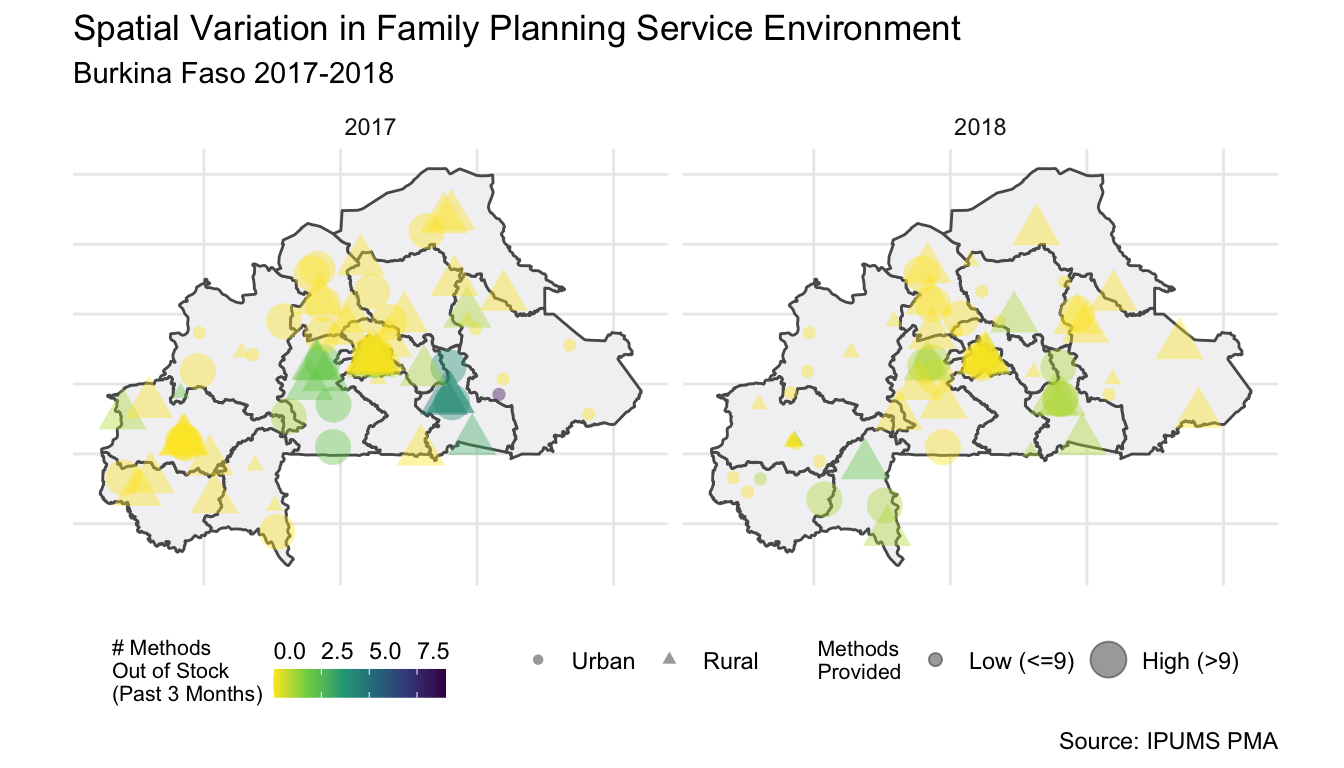 Spatial Variation in Family Planning Service Environment
Burkina Faso 2017-2018
2017
2018
# Methods
Out of Stock
(Past 3 Months)
0.0 2.5 5.0 7.5
Urban
Rural
Methods
Provided
Low (<=9)
High (>9)
Source: IPUMS PMA